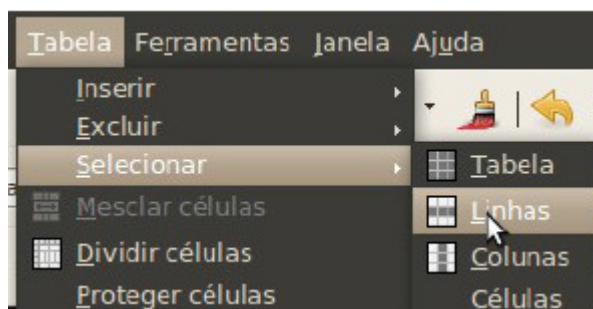 Tabela Ferramentas Janela Ajuda
Inserir
Excluir
Selecionar
Mesclar células
Dividir células
Proteger células
Tabela
Linhas
Colunas
Células